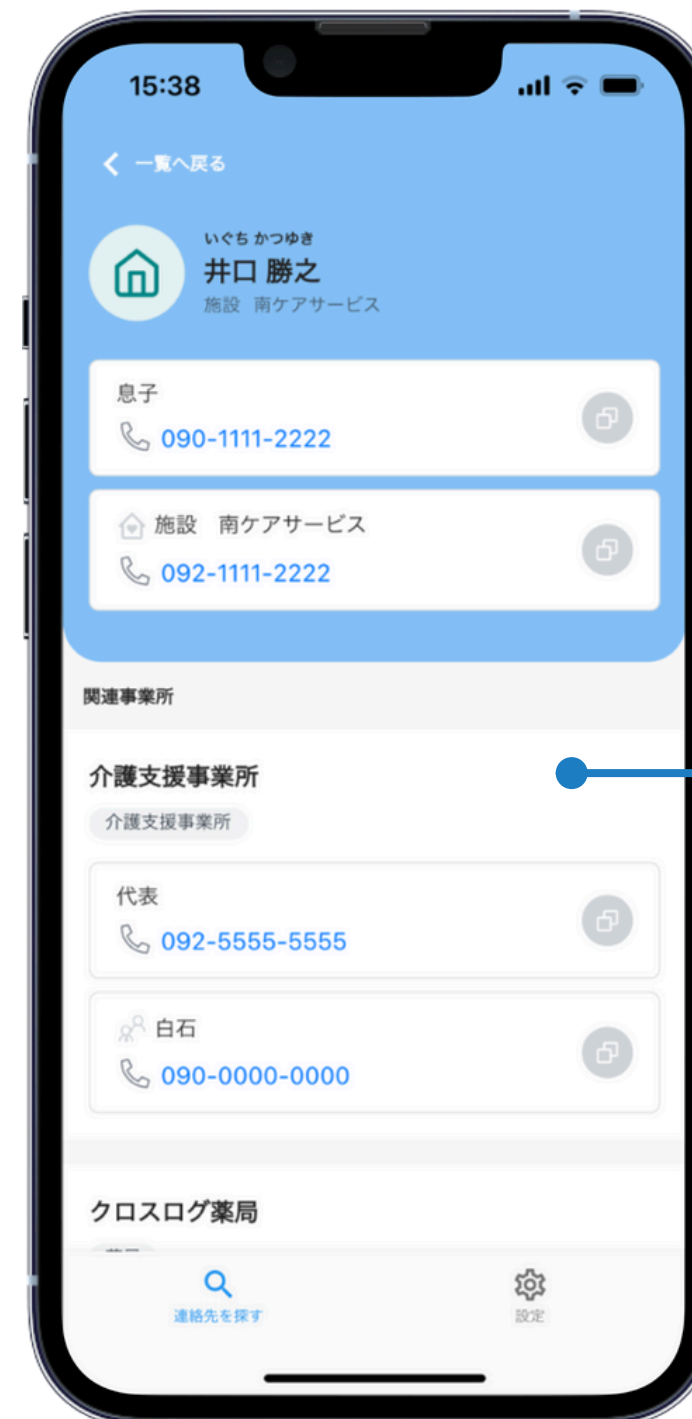 15:38
一覧へ戻る
いぐち かつゆき
井口 勝之
施設 南ケアサービス
息子
090-1111-2222
施設 南ケアサービス
092-1111-2222
関連事業所
介護支援事業所
介護支援事業所
代表
092-5555-5555
白石
090-0000-0000
クロスログ薬局
連絡先を探す
設定